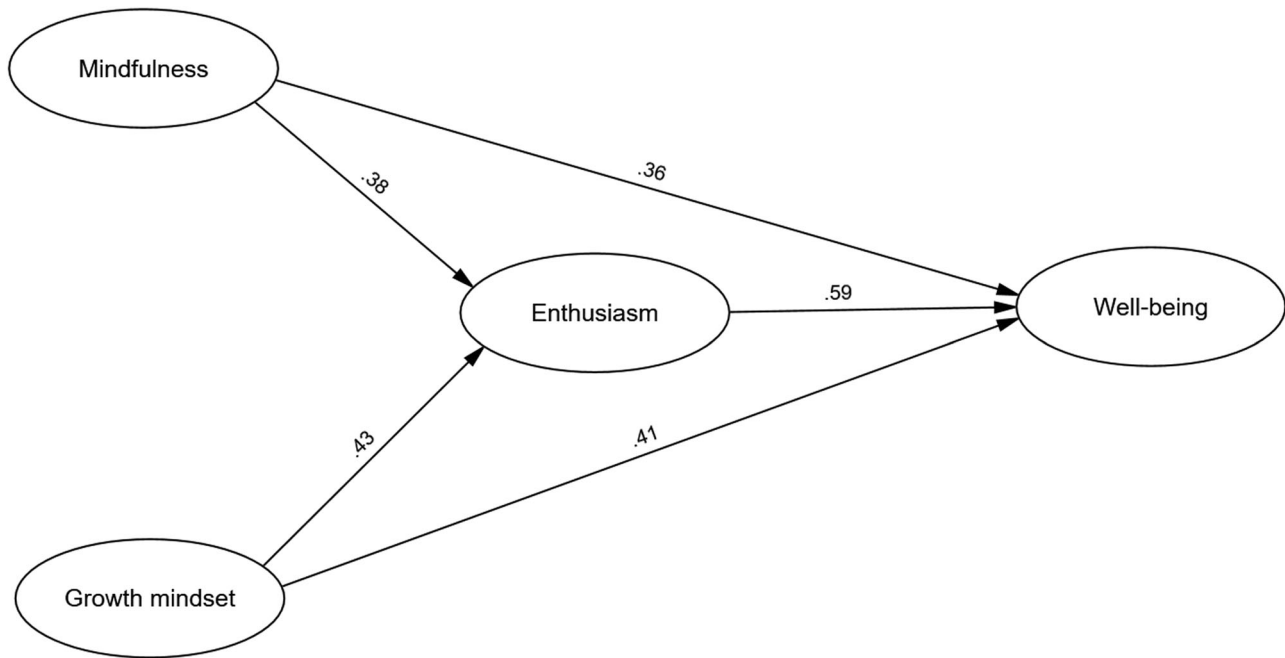 Mindfulness
.36
.38
Enthusiasm
.59
Well-being
.43
.41
Growth mindset